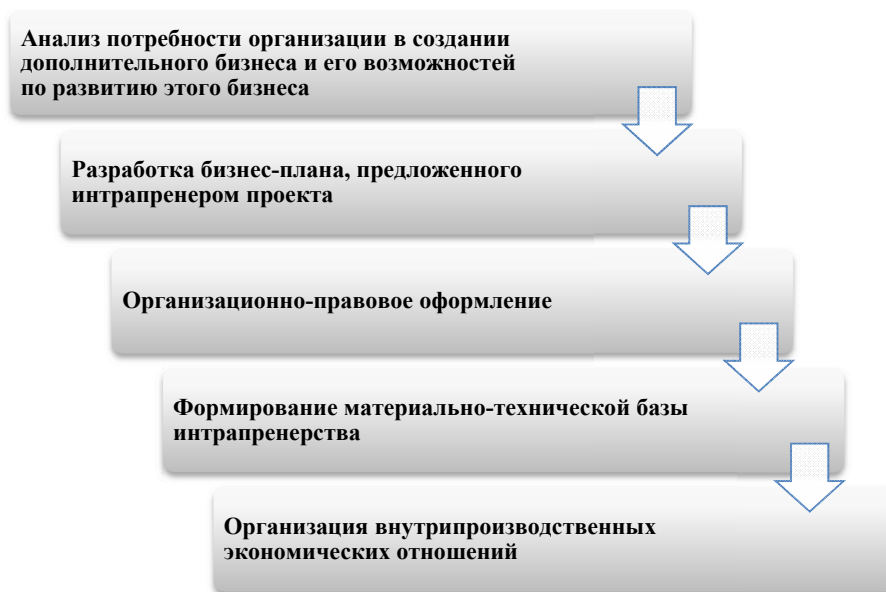 Анализ потребности организации в создании
дополнительного бизнеса и его возможностей
по развитию этого бизнеса
Разработка бизнес-плана, предложенного
интрапренером проекта
Организационно-правовое оформление
Формирование материально-технической базы
интрапренерства
Организация внутрипроизводственных
экономических отношений